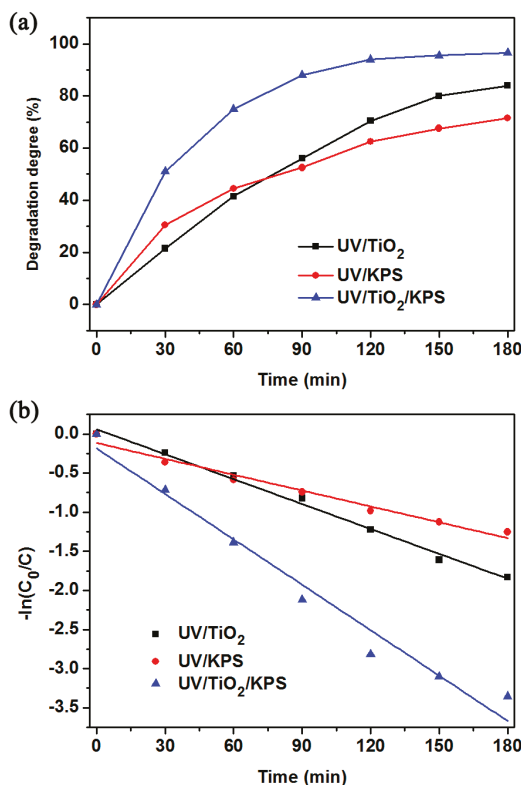 (a)
Degradation degree (%)
100
80
60
40
20
0
UV/TiO₂
UV/KPS
UV/TiO₂/KPS
0 30 60 90 120 150 180
Time (min)
(b)
-ln(C₀/C)
0.0
-0.5
-1.0
-1.5
-2.0
-2.5
-3.0
-3.5
UV/TiO₂
UV/KPS
UV/TiO₂/KPS
0 30 60 90 120 150 180
Time (min)